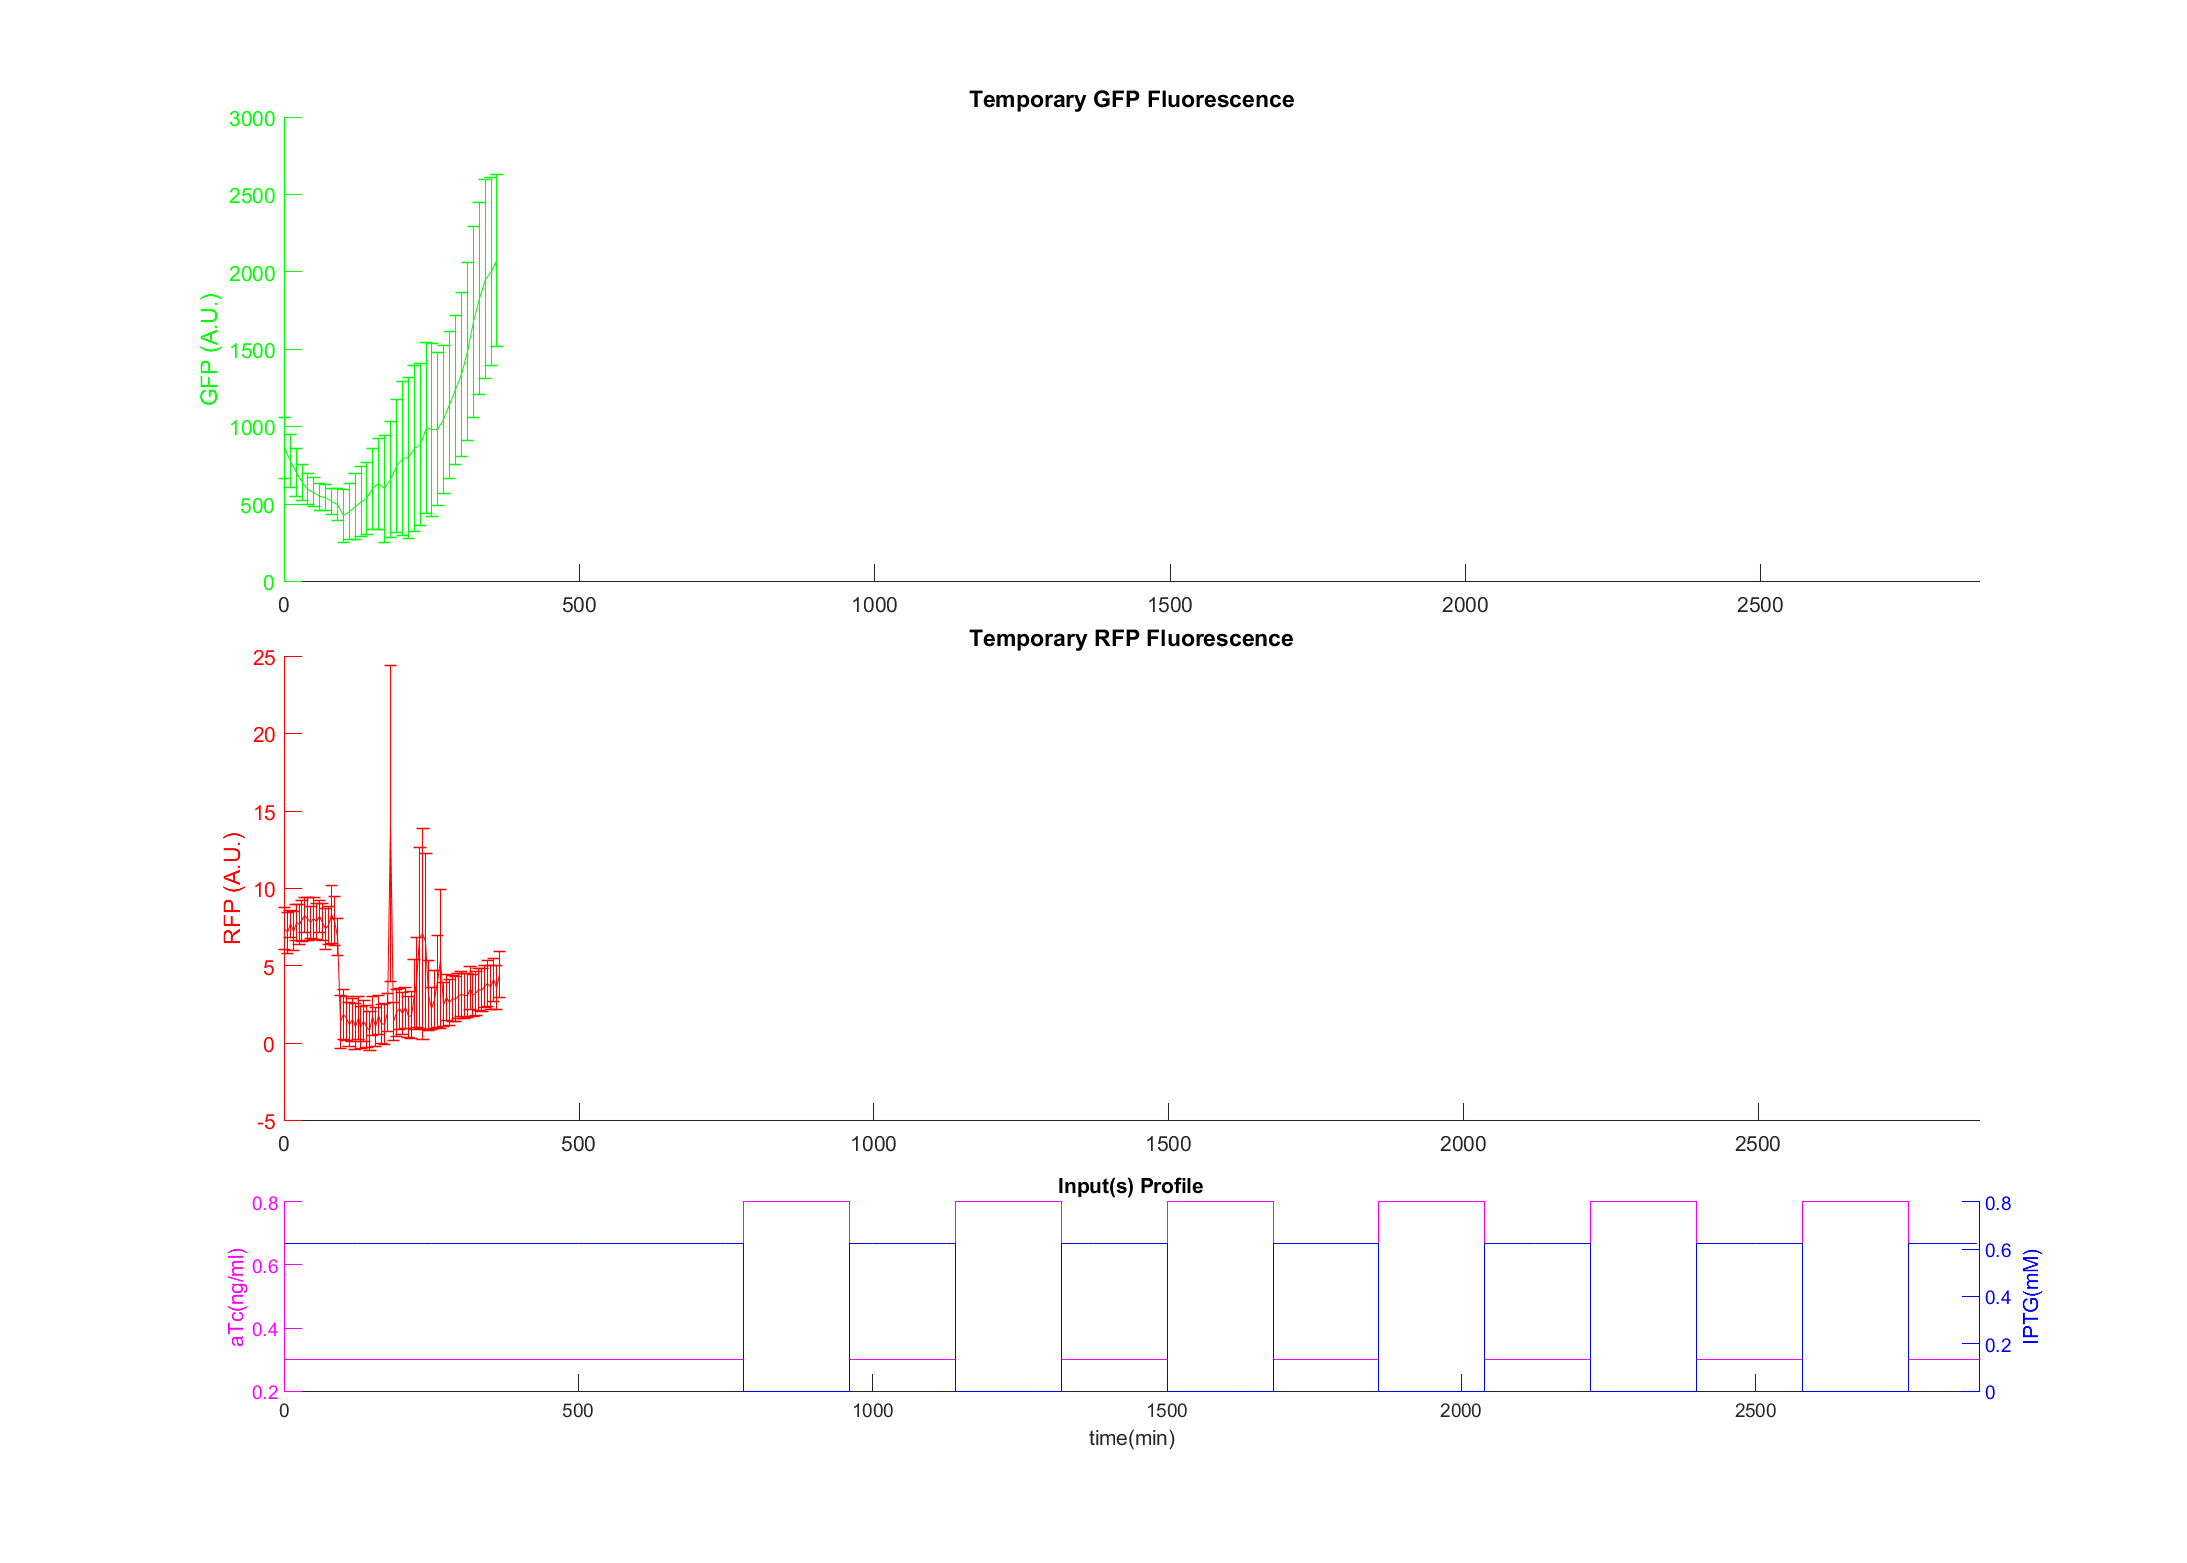 Temporary GFP Fluorescence
3000
2500
2000
1500
1000
500
0
GFP (A.U.)
0 500 1000 1500 2000 2500
Temporary RFP Fluorescence
25
20
15
10
5
0
-5
RFP (A.U.)
0 500 1000 1500 2000 2500
Input(s) Profile
0.8
0.6
0.4
0.2
aTc(ng/ml)
0.8
0.6
0.4
0.2
0
IPTG(mM)
0 500 1000 1500 2000 2500
time(min)